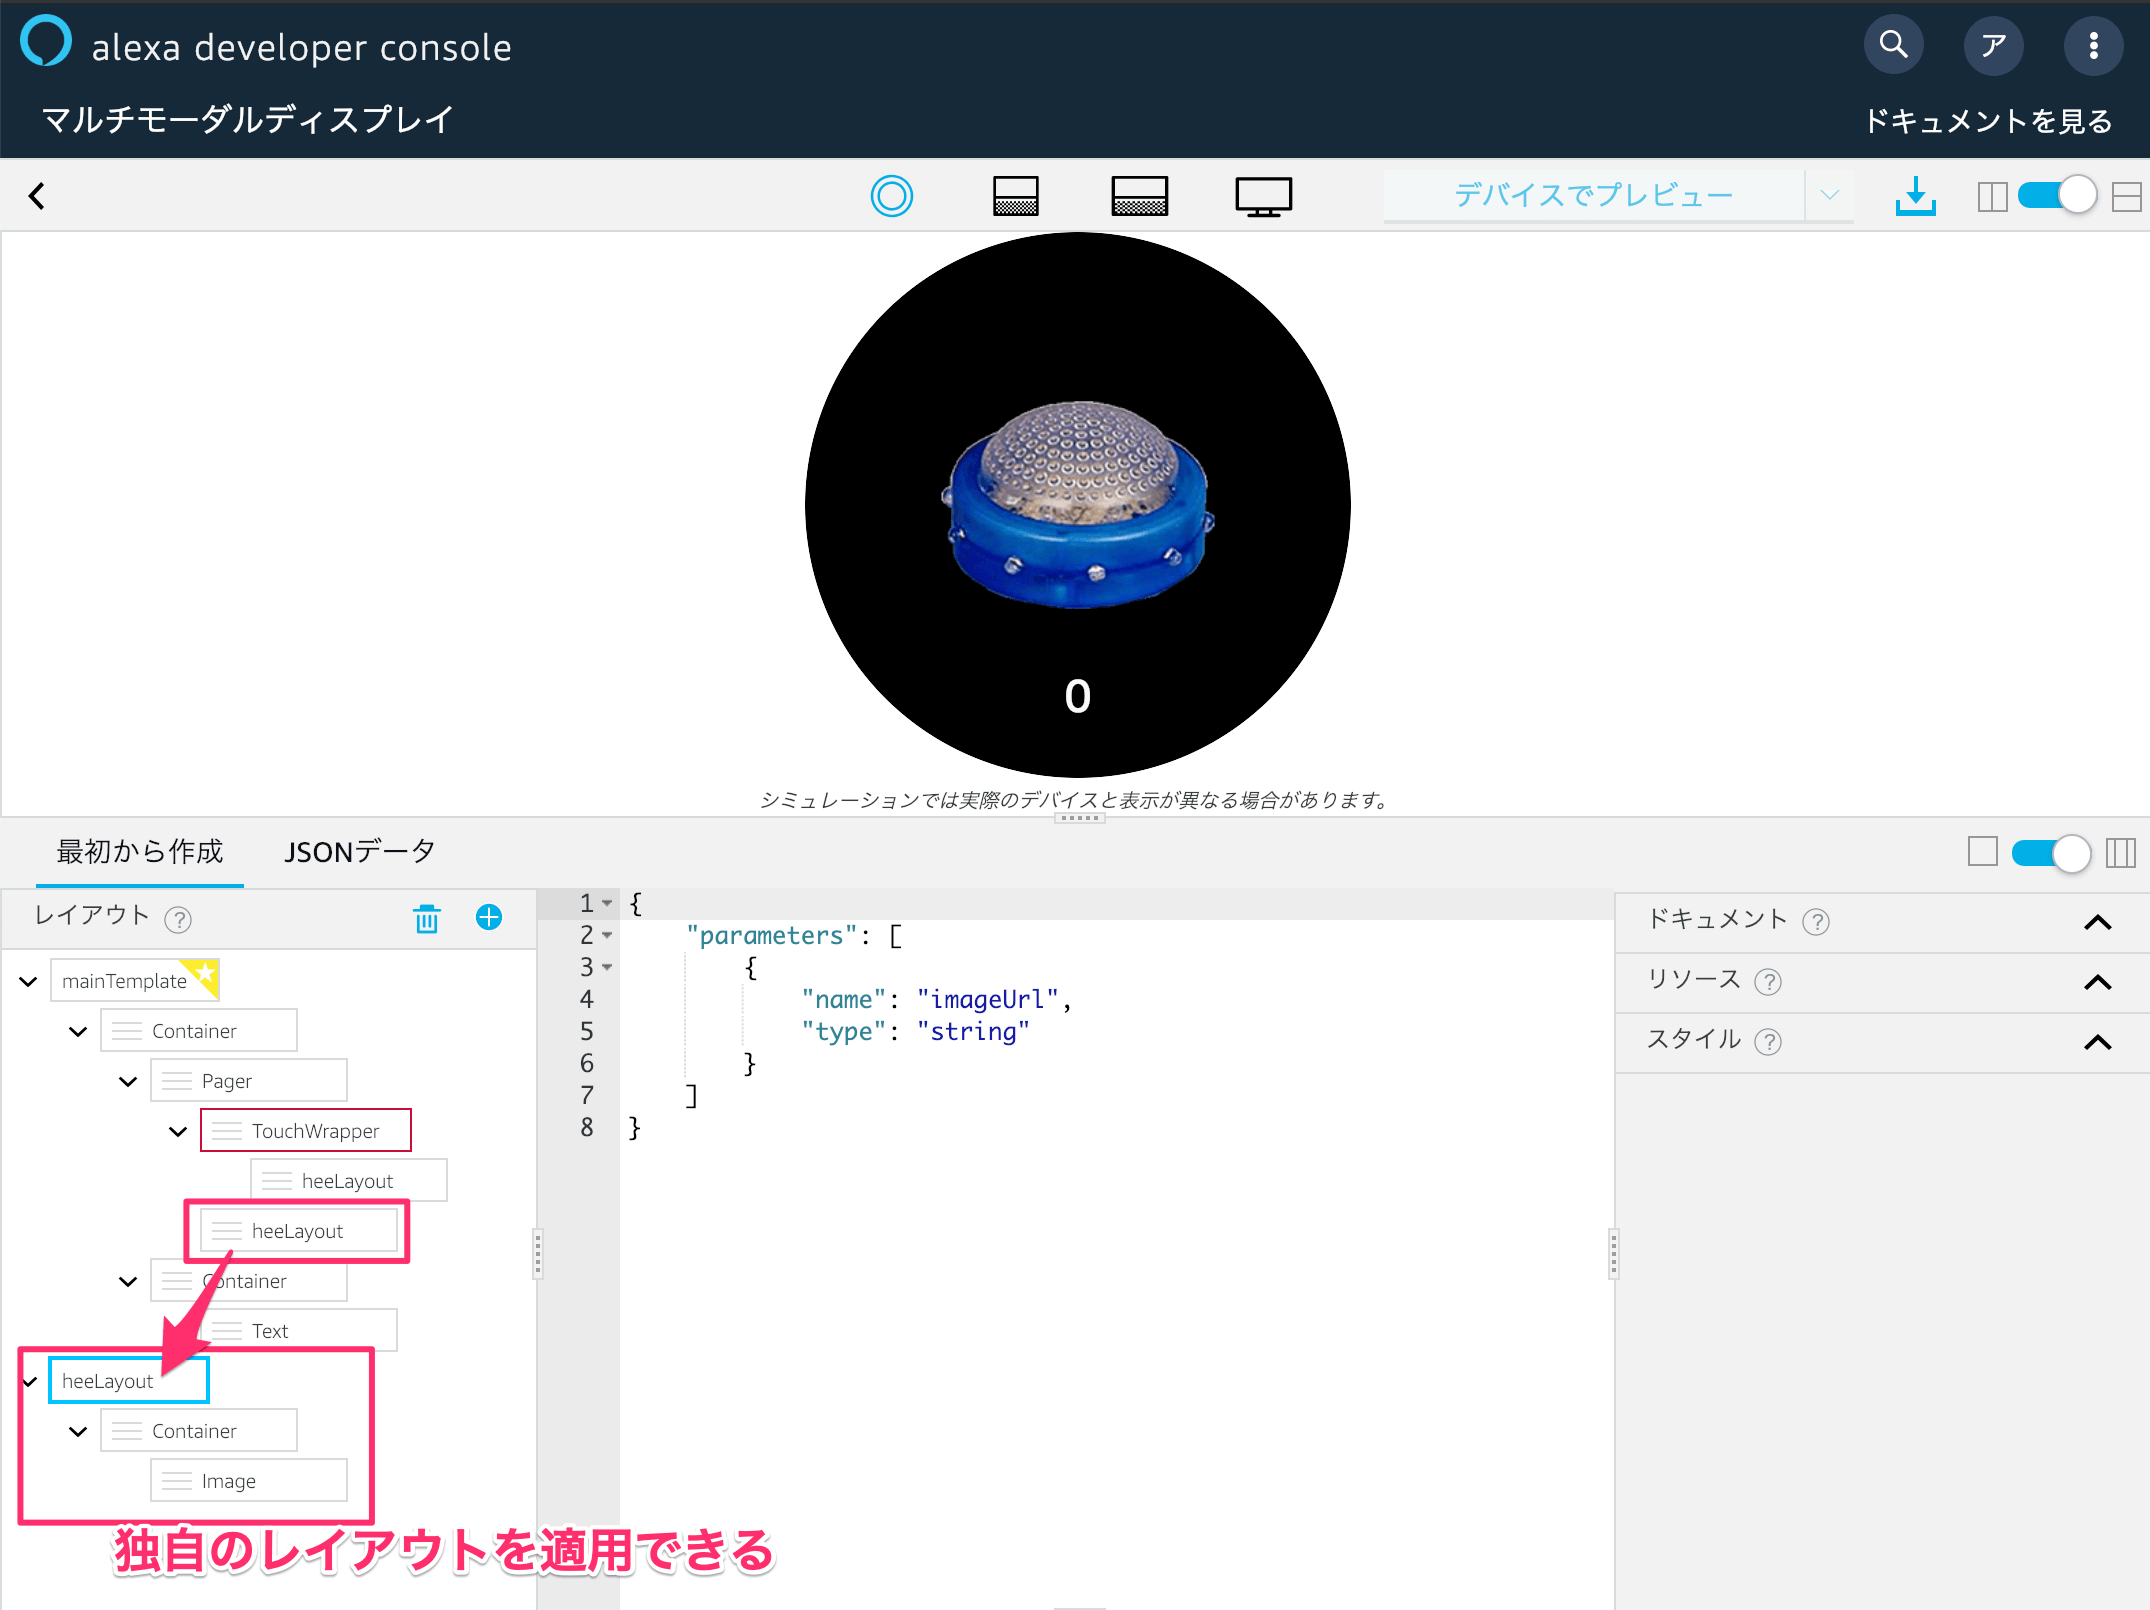 alexa developer console
ア
マルチモーダルディスプレイ
ドキュメントを見る
デバイスでプレビュー
0
シミュレーションでは実際のデバイスと表示が異なる場合があります。
最初から作成
JSONデータ
レイアウト ?
mainTemplate
Container
Pager
TouchWrapper
heeLayout
heeLayout
Container
Text
heeLayout
Container
Image
独自のレイアウトを適用できる
1 {
2 "parameters": [
3 {
4 "name": "imageUrl",
5 "type": "string"
6 }
7 ]
8 }
ドキュメント ?
リソース ?
スタイル ?